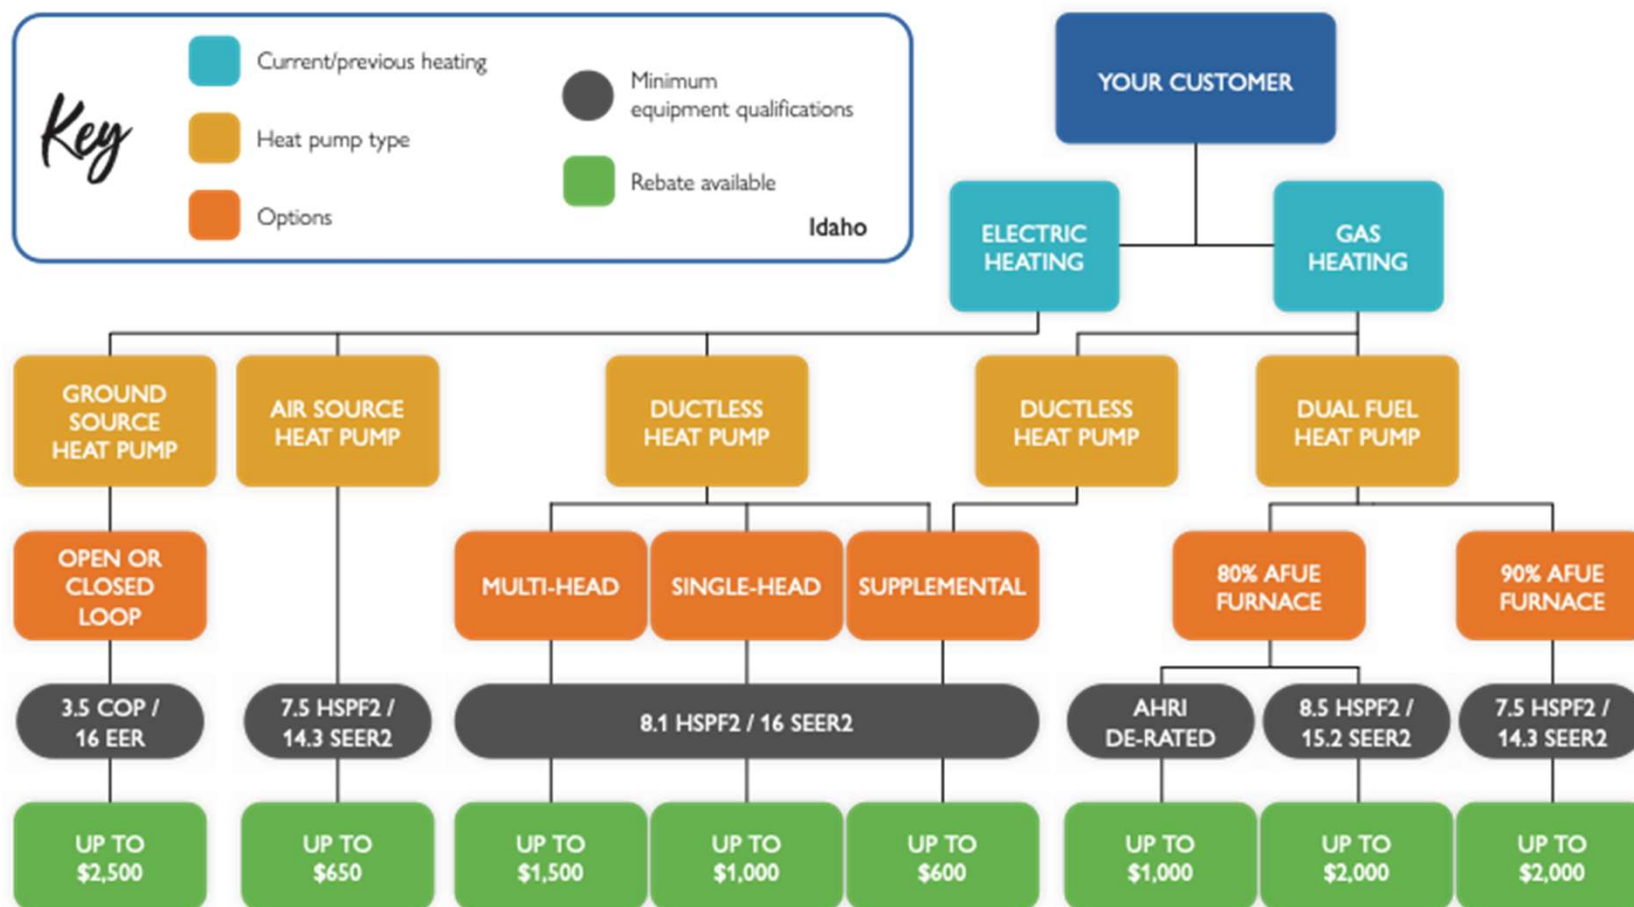 Key
Current/previous heating
Heat pump type
Options
Minimum
equipment qualifications
Rebate available
Idaho
YOUR CUSTOMER
ELECTRIC
HEATING
GAS
HEATING
GROUND
SOURCE
HEAT PUMP
AIR SOURCE
HEAT PUMP
DUCTLESS
HEAT PUMP
DUCTLESS
HEAT PUMP
DUAL FUEL
HEAT PUMP
OPEN OR
CLOSED
LOOP
MULTI-HEAD
SINGLE-HEAD
SUPPLEMENTAL
80% AFUE
FURNACE
90% AFUE
FURNACE
3.5 COP /
16 EER
7.5 HSPF2 /
14.3 SEER2
8.1 HSPF2 / 16 SEER2
AHRI
DE-RATED
8.5 HSPF2 /
15.2 SEER2
7.5 HSPF2 /
14.3 SEER2
UP TO
$2,500
UP TO
$650
UP TO
$1,500
UP TO
$1,000
UP TO
$600
UP TO
$1,000
UP TO
$2,000
UP TO
$2,000